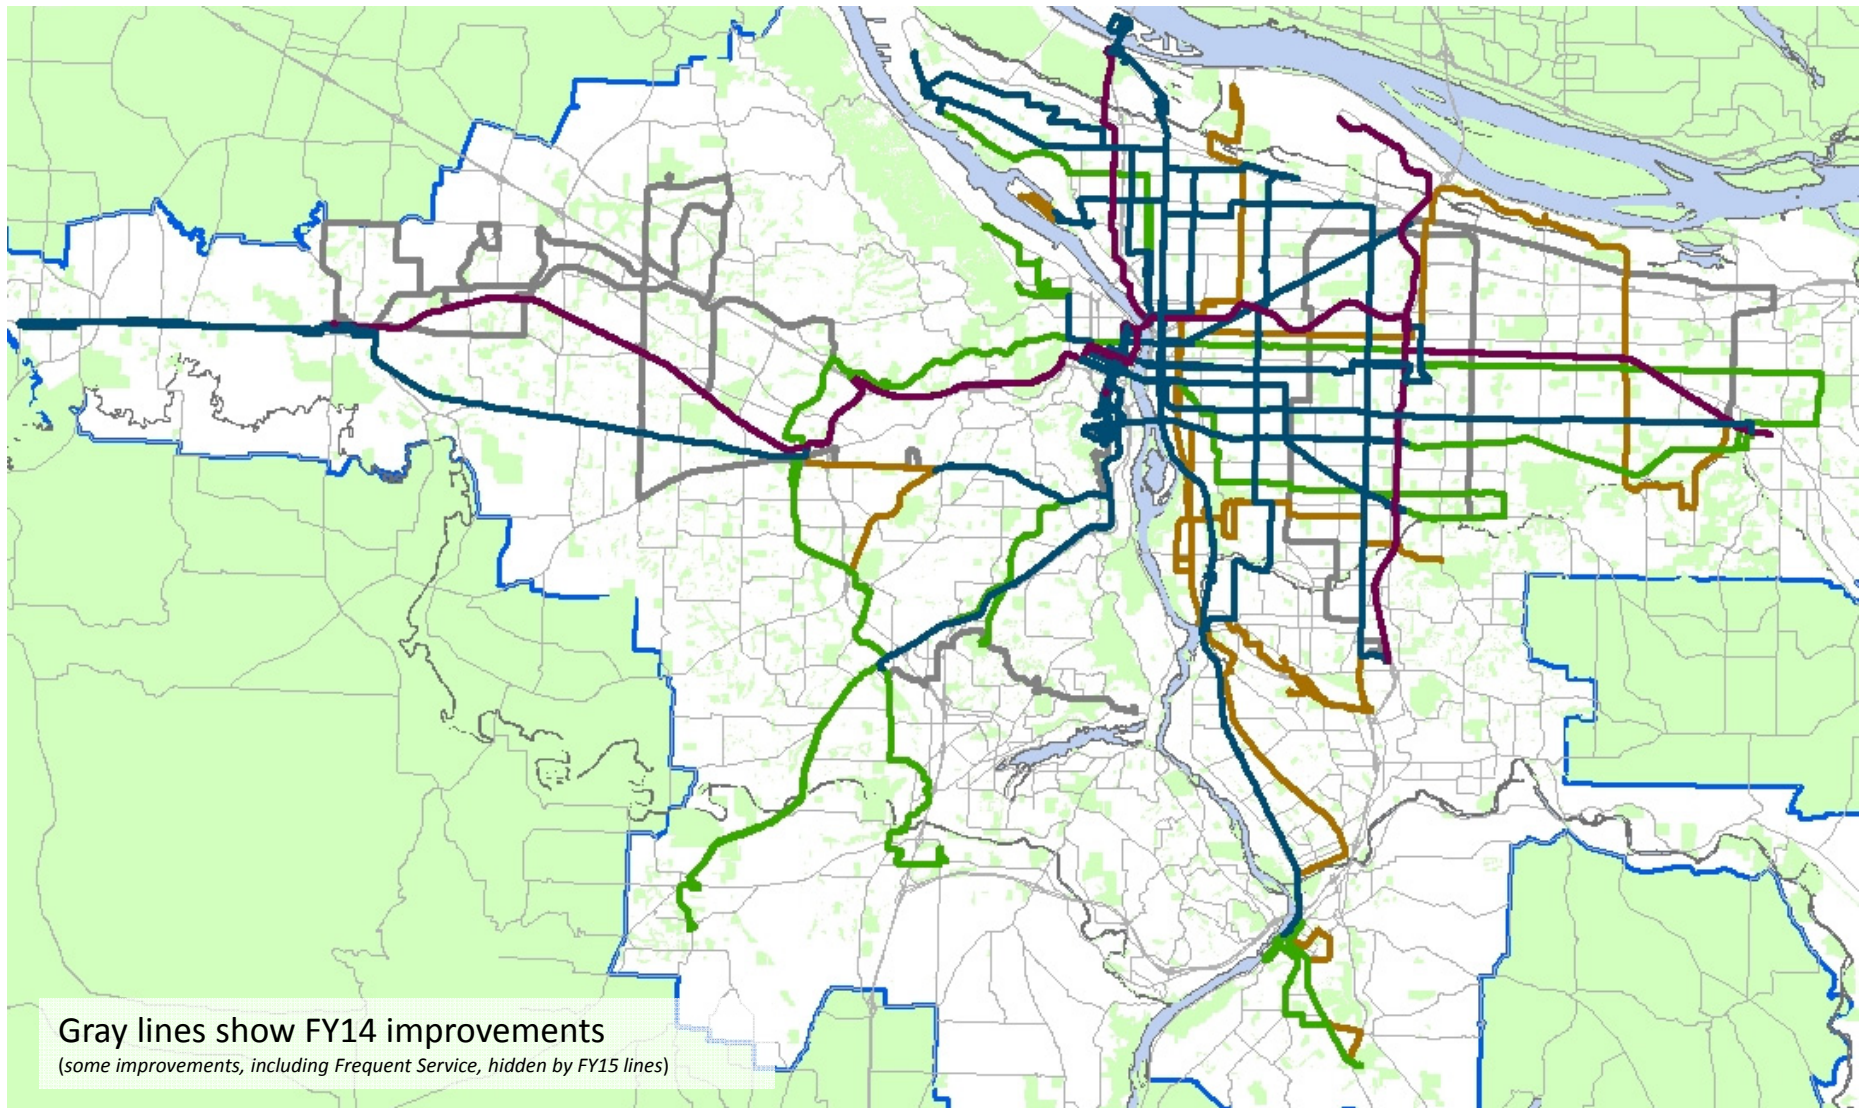 Gray lines show FY14 improvements
(some improvements, including Frequent Service, hidden by FY15 lines)